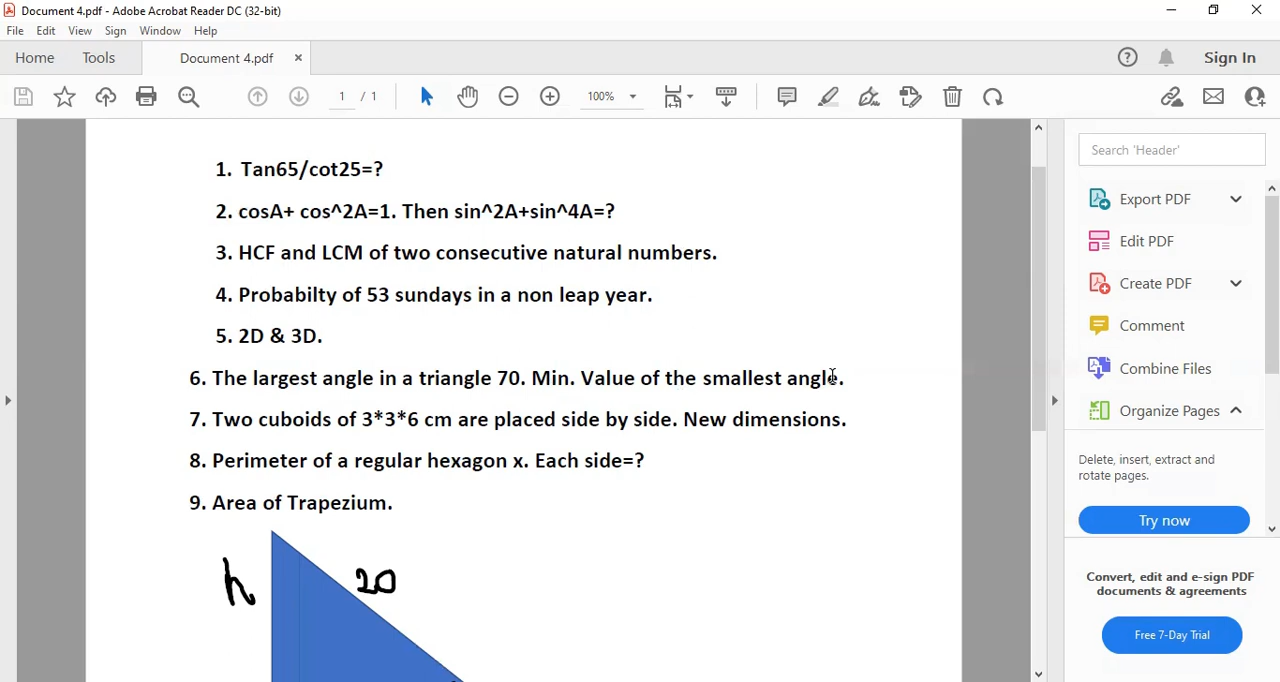 Document 4.pdf - Adobe Acrobat Reader DC (32-bit)
File Edit View Sign Window Help
Home Tools Document 4.pdf × Sign In
1 / 1 100%
1. Tan65/cot25=?
2. cosA+ cos^2A=1. Then sin^2A+sin^4A=?
3. HCF and LCM of two consecutive natural numbers.
4. Probabilty of 53 sundays in a non leap year.
5. 2D & 3D.
6. The largest angle in a triangle 70. Min. Value of the smallest angle.
7. Two cuboids of 3*3*6 cm are placed side by side. New dimensions.
8. Perimeter of a regular hexagon x. Each side=?
9. Area of Trapezium.
h 20
Search 'Header'
Export PDF
Edit PDF
Create PDF
Comment
Combine Files
Organize Pages
Delete, insert, extract and
rotate pages.
Try now
Convert, edit and e-sign PDF
documents & agreements
Free 7-Day Trial